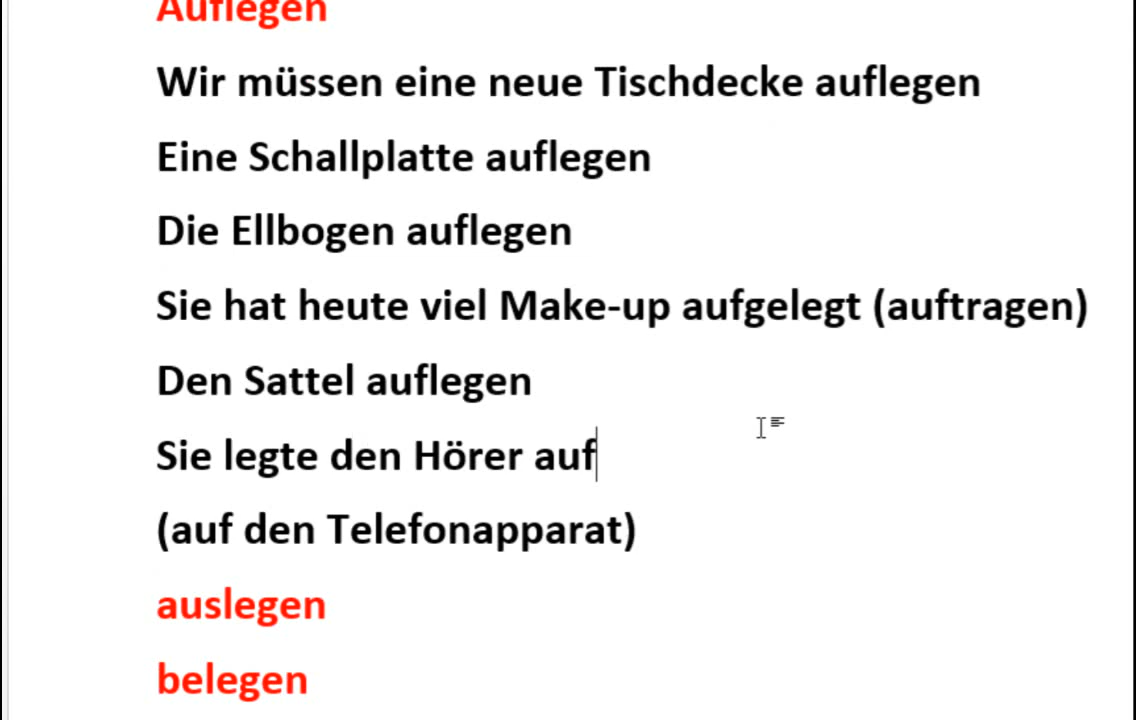 Auflegen
Wir müssen eine neue Tischdecke auflegen
Eine Schallplatte auflegen
Die Ellbogen auflegen
Sie hat heute viel Make-up aufgelegt (auftragen)
Den Sattel auflegen
Sie legte den Hörer auf
(auf den Telefonapparat)
auslegen
belegen